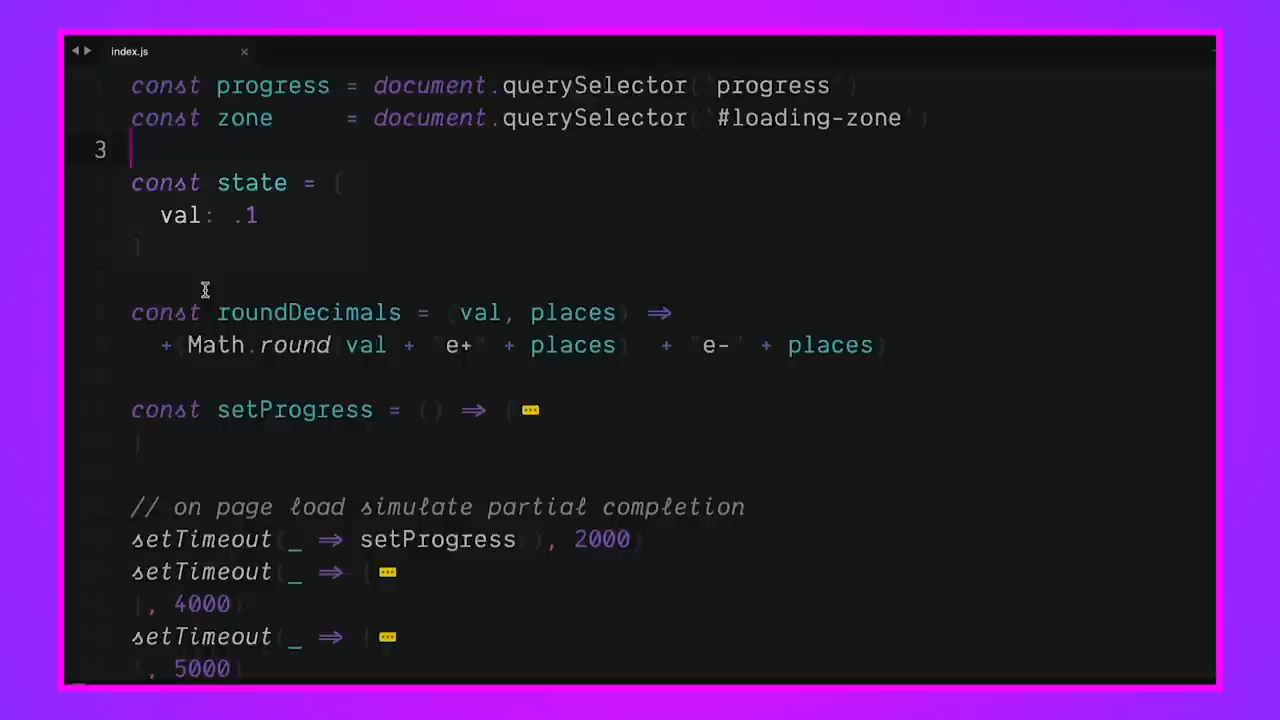 index.js
const progress = document.querySelector('progress')
const zone     = document.querySelector('#loading-zone')
3
const state = {
  val: .1
}
const roundDecimals = (val, places) =>
  +(Math.round(val + "e+" + places)  + "e-" + places)
const setProgress = () => {
}
// on page load simulate partial completion
setTimeout(_ => setProgress(), 2000)
setTimeout(_ => {
}, 4000)
setTimeout(_ => {
}, 5000)